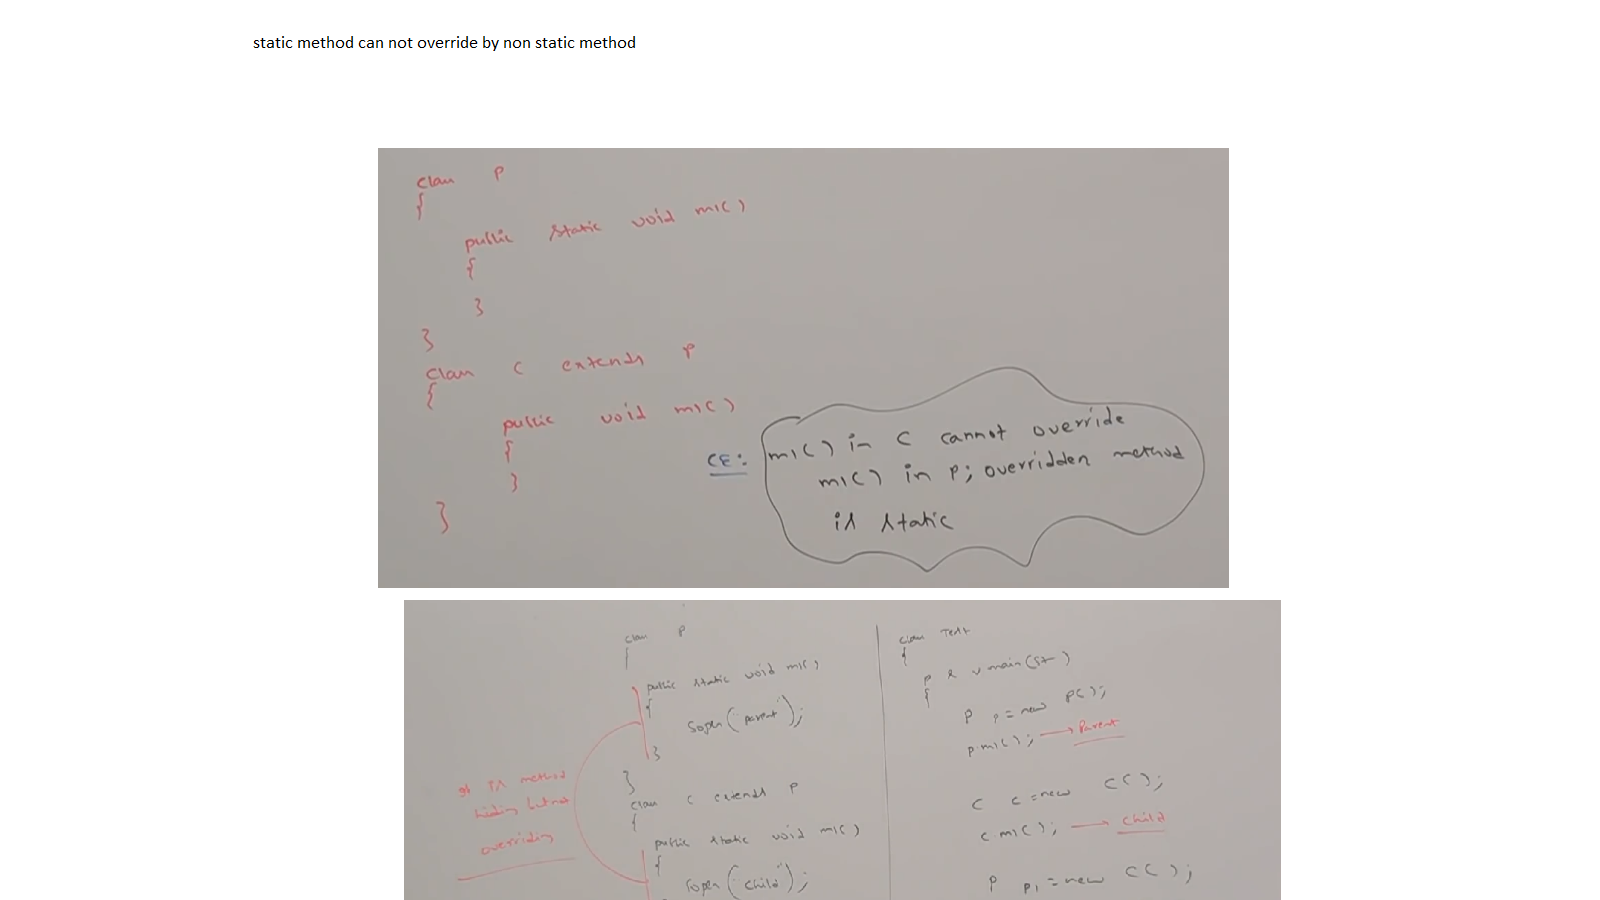 static method can not override by non static method
class P
{
public static void m1()
{
}
}
class C extends P
{
public void m1()
{
}
}
CE: m1() in C cannot override
m1() in P; overridden method
is static
class P
{
public static void m1()
{
Sopln("parent");
}
}
class C extends P
{
public static void m1()
{
Sopln("child");
It is method
hiding but not
overriding
class Test
{
P S v main(St- )
{
P p = new P();
p.m1(); → Parent
C c = new C();
c.m1(); → Child
P p1 = new C();